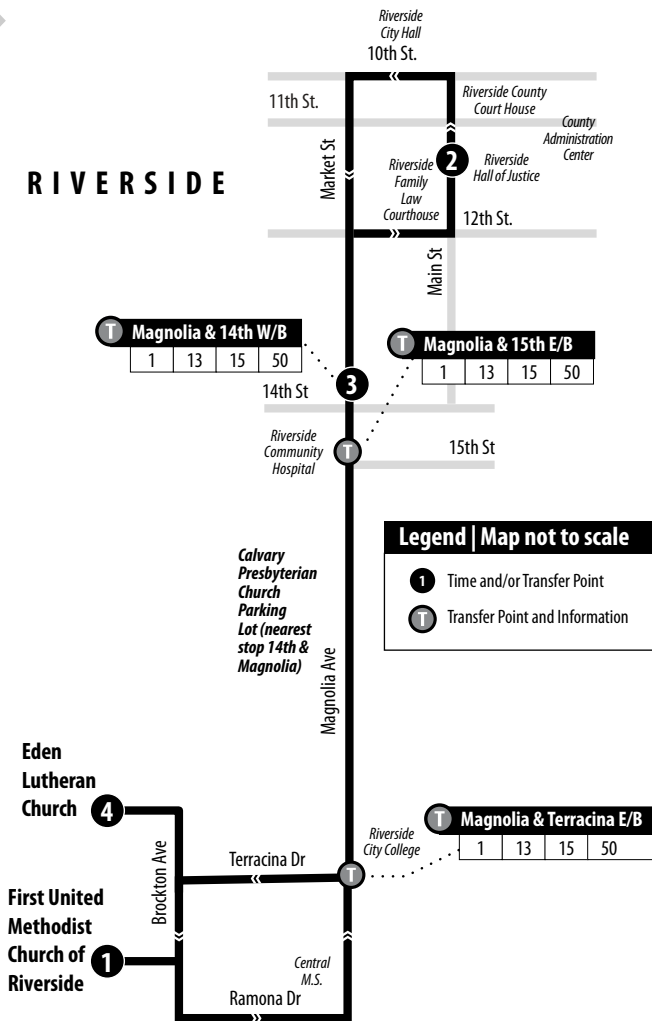 Riverside
City Hall
10th St.
11th St.
Riverside County
Court House
County
Administration
Center
RIVERSIDE
Market St
Riverside
Family
Law
Courthouse
2
Riverside
Hall of Justice
12th St.
Main St
T Magnolia & 14th W/B
1 13 15 50
T Magnolia & 15th E/B
1 13 15 50
3
14th St
Riverside
Community
Hospital
T
15th St
Legend | Map not to scale
1 Time and/or Transfer Point
T Transfer Point and Information
Calvary
Presbyterian
Church
Parking
Lot (nearest
stop 14th &
Magnolia)
Magnolia Ave
Eden
Lutheran
Church
4
T Magnolia & Terracina E/B
1 13 15 50
Riverside
City College
Terracina Dr
T
Brockton Ave
First United
Methodist
Church of
Riverside
1
Central
M.S.
Ramona Dr